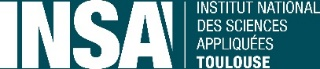 INSA
INSTITUT NATIONAL
DES SCIENCES
APPLIQUÉES
TOULOUSE